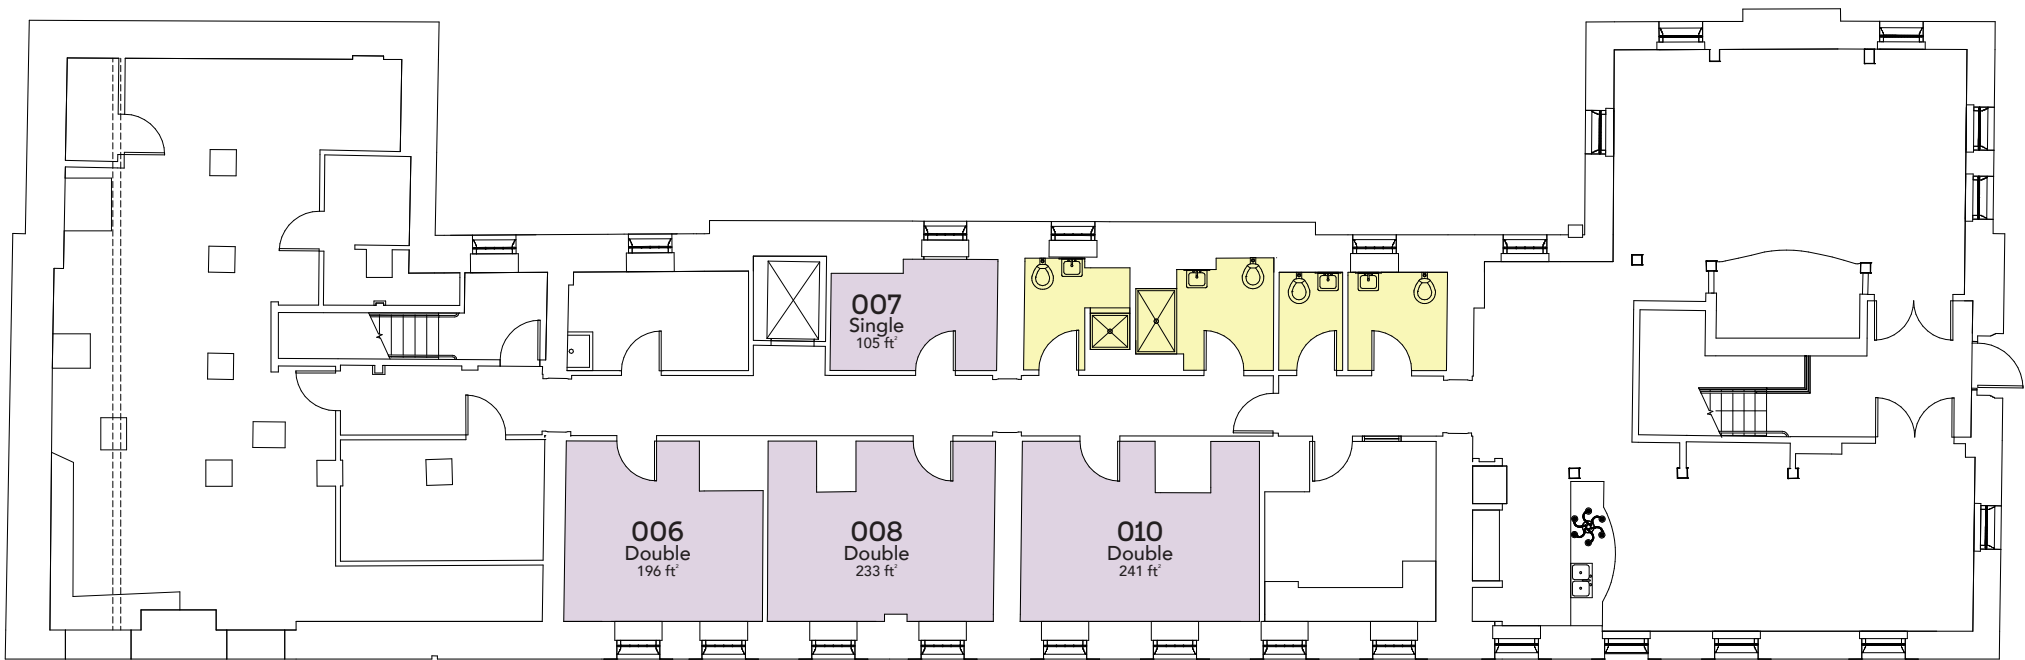 007
Single
105 ft²
006
Double
196 ft²
008
Double
233 ft²
010
Double
241 ft²